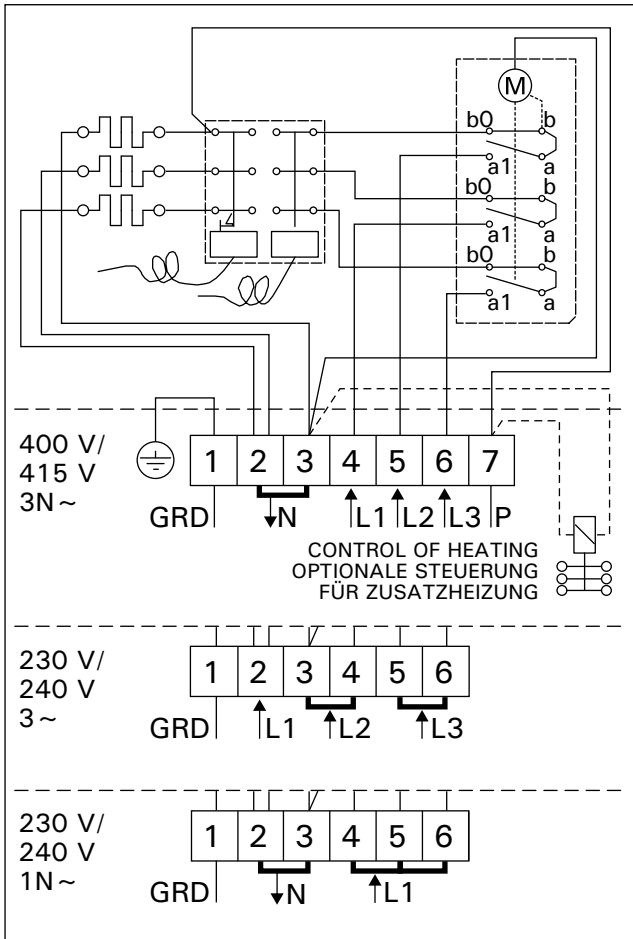 M
b0 b
a1 a
b0 b
a1 a
b0 b
a1 a
400 V/
415 V
3N~
1 2 3 4 5 6 7
GRD N L1 L2 L3 P
CONTROL OF HEATING
OPTIONALE STEUERUNG
FÜR ZUSATZHEIZUNG
230 V/
240 V
3~
1 2 3 4 5 6
GRD L1 L2 L3
230 V/
240 V
1N~
1 2 3 4 5 6
GRD N L1